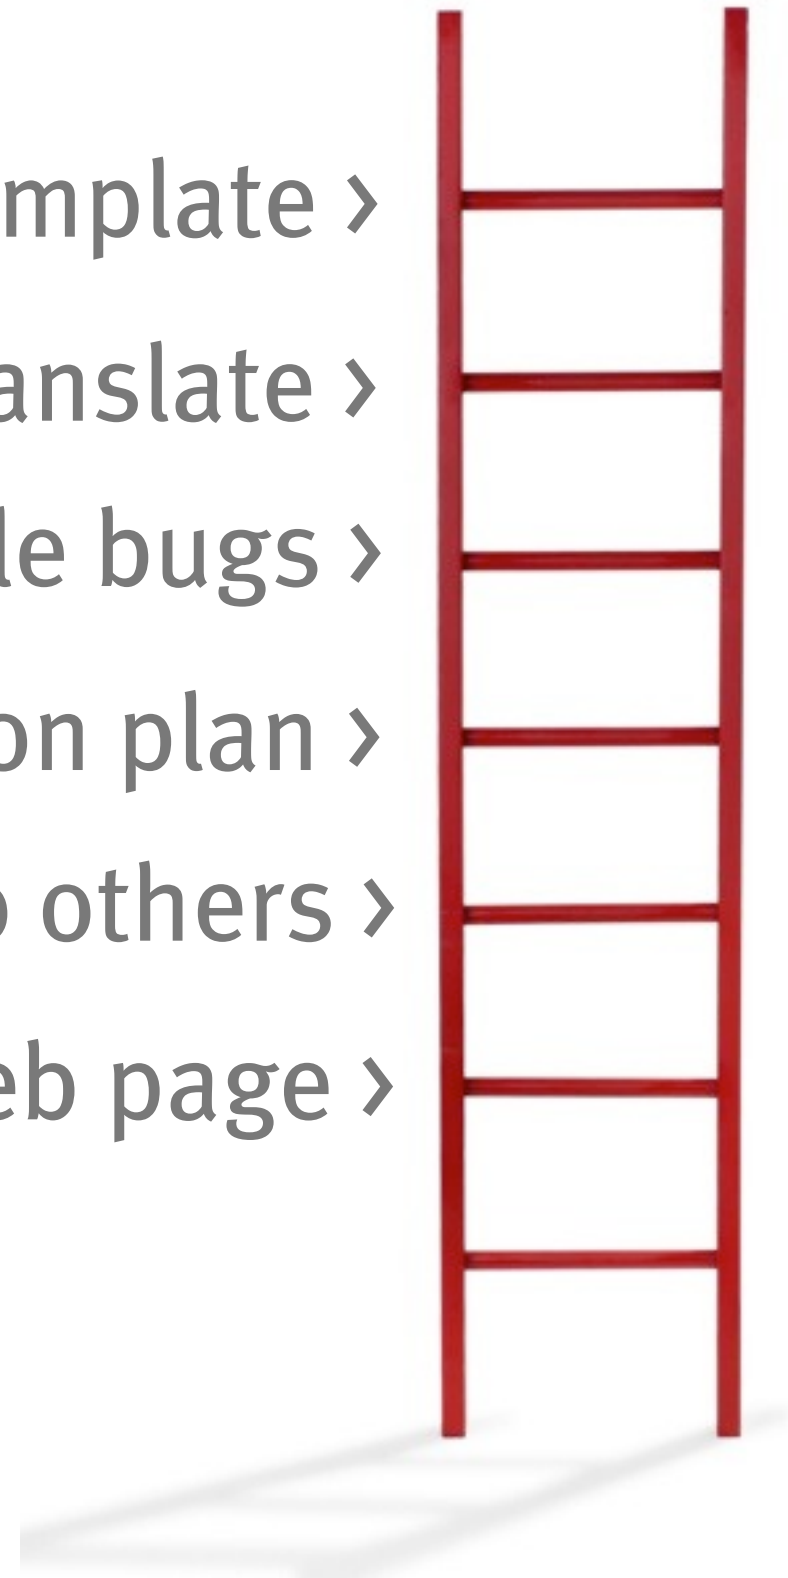 mplate ›
anslate ›
le bugs ›
on plan ›
o others ›
eb page ›